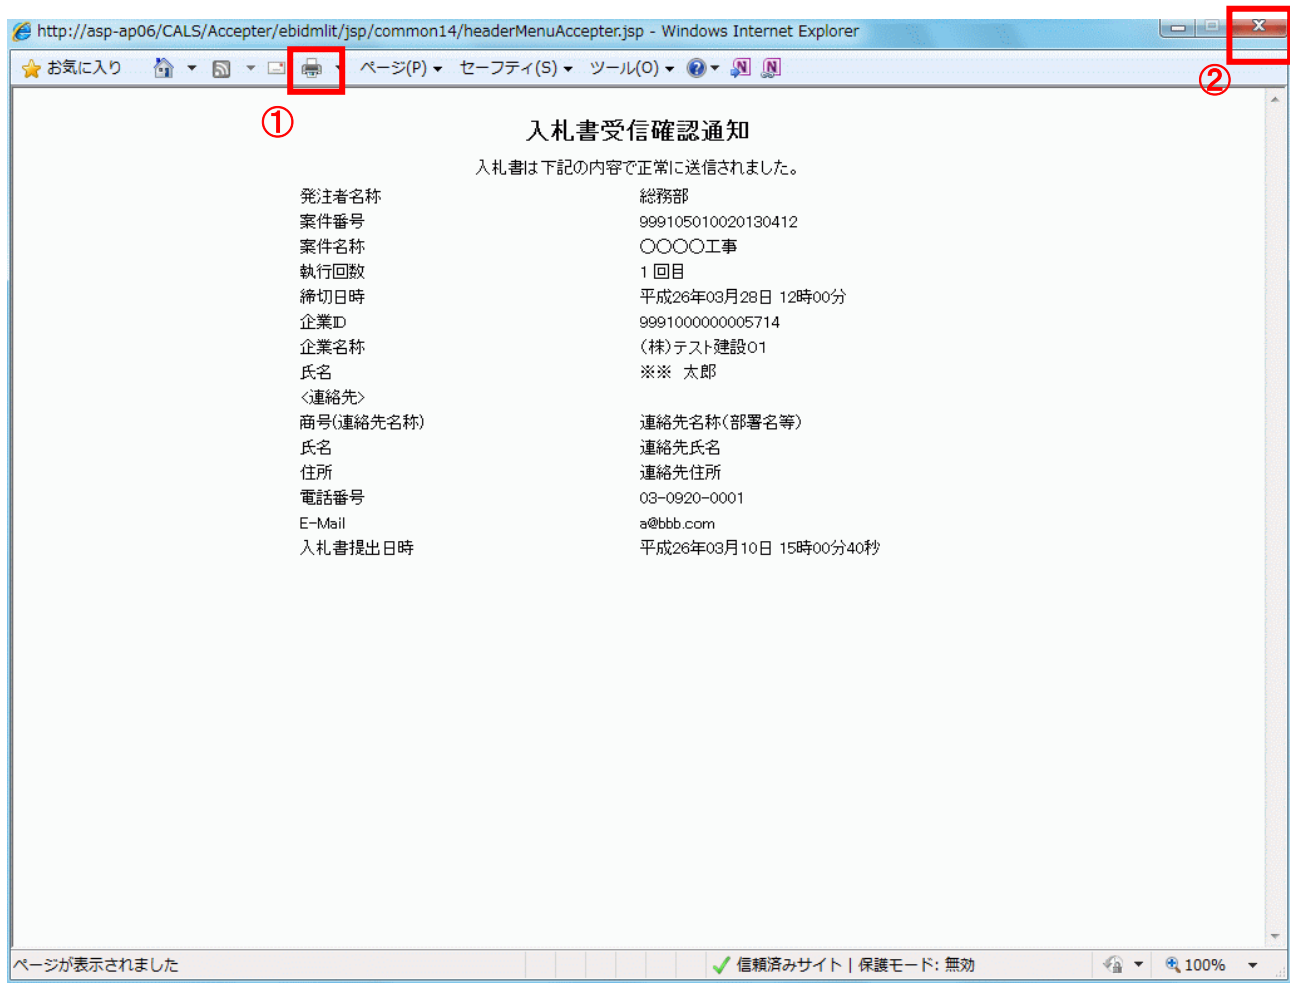 http://asp-ap06/CALS/Accepter/ebidmlit/jsp/common14/headerMenuAccepter.jsp - Windows Internet Explorer
②
お気に入り ページ(P) セーフティ(S) ツール(O)
①
入札書受信確認通知
入札書は下記の内容で正常に送信されました。
発注者名称 総務部
案件番号 999105010020130412
案件名称 〇〇〇〇工事
執行回数 1回目
締切日時 平成26年03月28日 12時00分
企業ID 9991000000005714
企業名称 (株)テスト建設01
氏名 ※※ 太郎
<連絡先>
商号(連絡先名称) 連絡先名称(部署名等)
氏名 連絡先氏名
住所 連絡先住所
電話番号 03-0920-0001
E-Mail a@bbb.com
入札書提出日時 平成26年03月10日 15時00分40秒
ページが表示されました 信頼済みサイト | 保護モード: 無効 100%